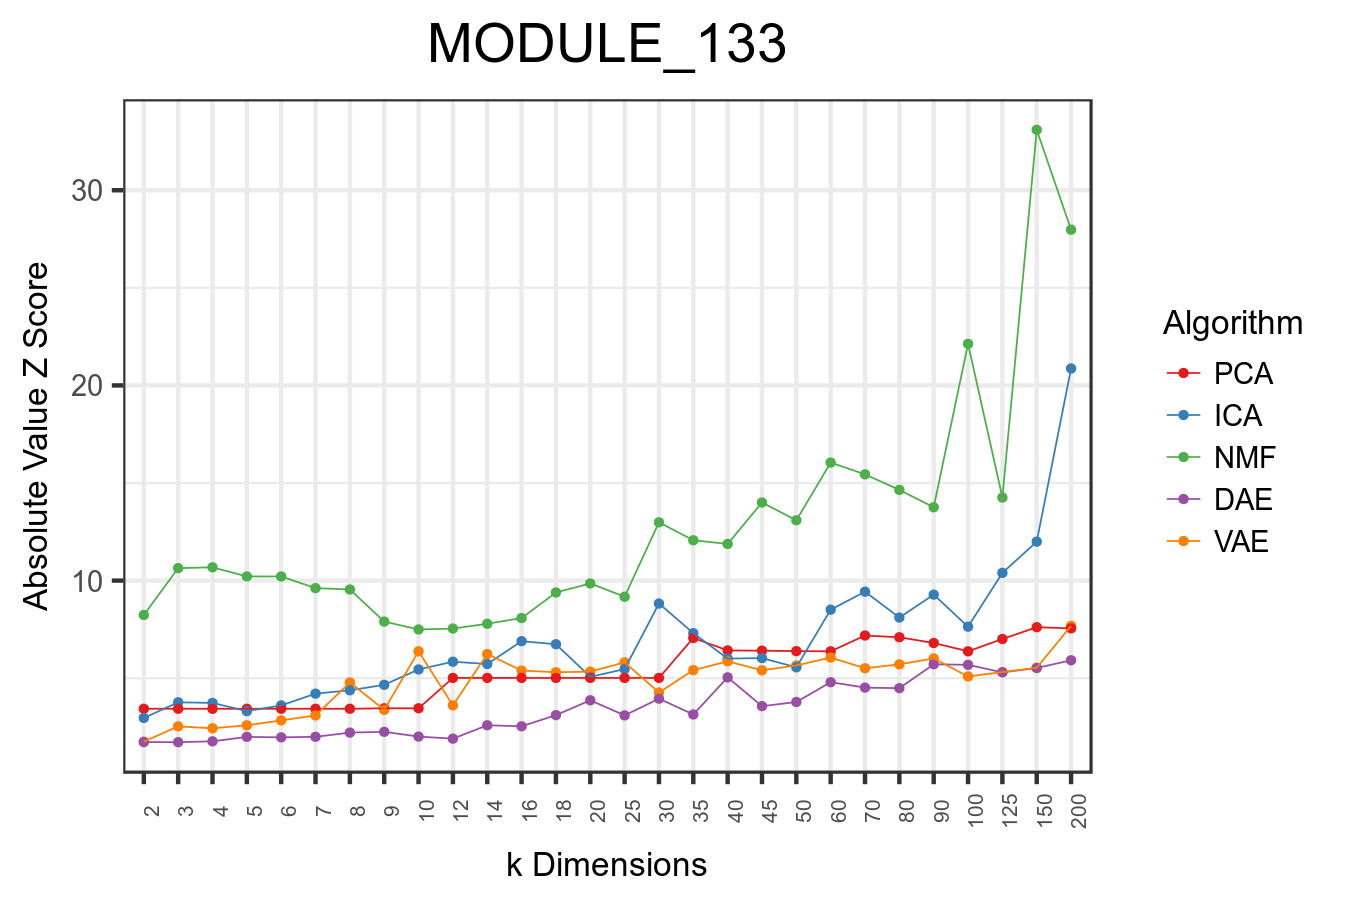 MODULE_133
Absolute Value Z Score
30
20
10
2 3 4 5 6 7 8 9 10 12 14 16 18 20 25 30 35 40 45 50 60 70 80 90 100 125 150 200
k Dimensions
Algorithm
PCA
ICA
NMF
DAE
VAE